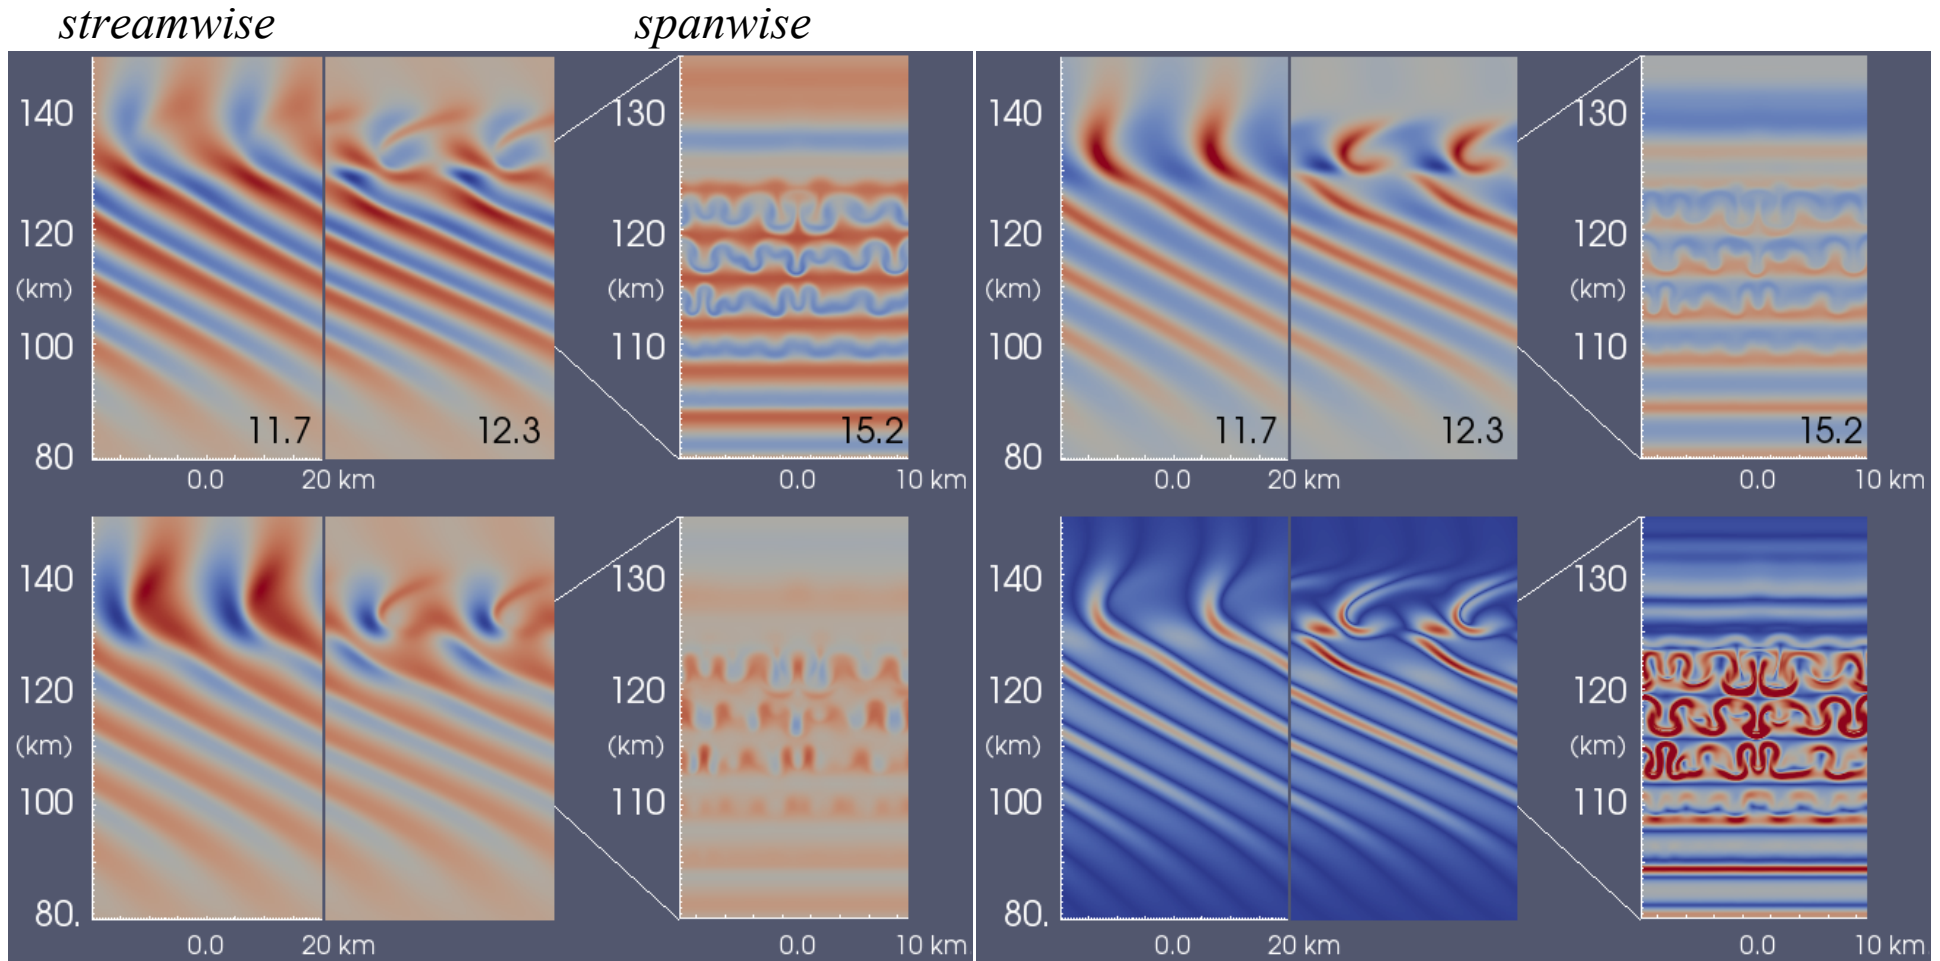 streamwise spanwise
140 130 140 130
120 120 120 120
(km) (km) (km) (km)
100 110 100 110
11.7 12.3 15.2 11.7 12.3 15.2
80 80
0.0 20 km 0.0 10 km 0.0 20 km 0.0 10 km
140 130 140 130
120 120 120 120
(km) (km) (km) (km)
100 110 100 110
80. 80.
0.0 20 km 0.0 10 km 0.0 20 km 0.0 10 km